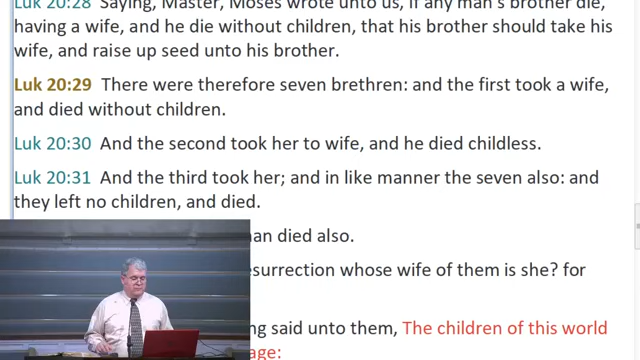 Luk 20:28 Saying, Master, Moses wrote unto us, If any man's brother die,
having a wife, and he die without children, that his brother should take his
wife, and raise up seed unto his brother.
Luk 20:29 There were therefore seven brethren: and the first took a wife,
and died without children.
Luk 20:30 And the second took her to wife, and he died childless.
Luk 20:31 And the third took her; and in like manner the seven also: and
they left no children, and died.
man died also.
esurrection whose wife of them is she? for
ng said unto them, The children of this world
age: